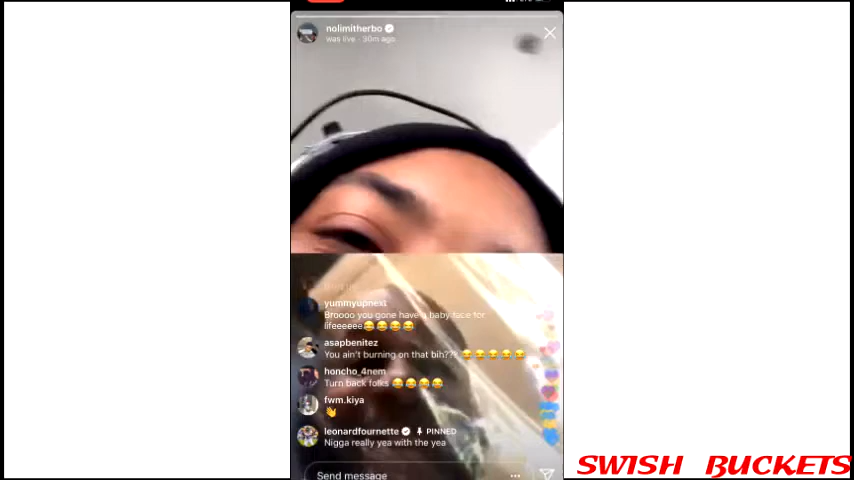 nolimitherbo
was live · 30m ago
yummyupnext
Broooo you gone have a baby face for
lifeeeeee😂😂😂😂
asapbenitez
You ain't burning on that bih??? 😂😂😂😂😂
honcho_4nem
Turn back folks 😂😂😂😂
fwm.kiya
👋
leonardfournette PINNED
Nigga really yea with the yea
Send message
SWISH BUCKETS